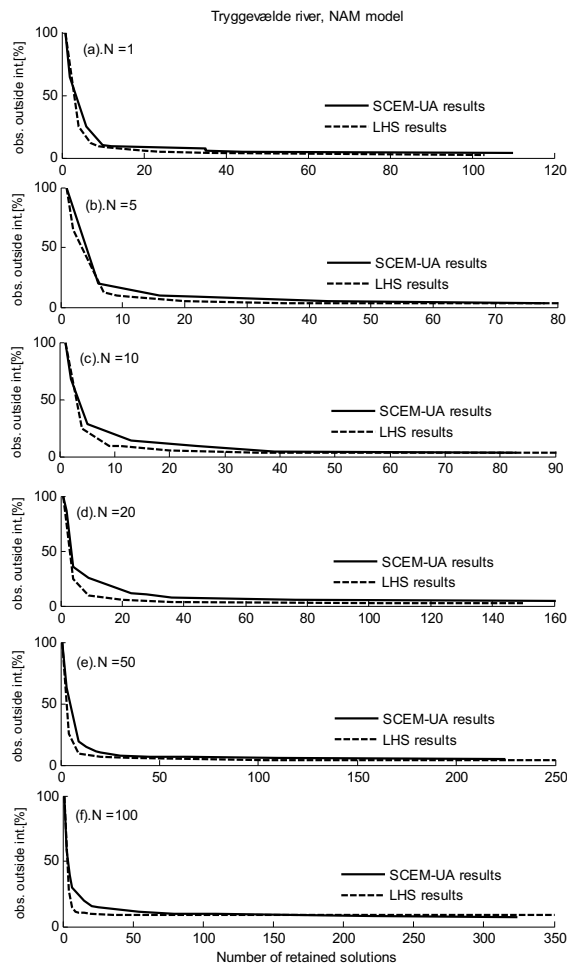 Tryggevælde river, NAM model
obs. outside int.[%]
100
50
0
(a).N =1
SCEM-UA results
LHS results
0 20 40 60 80 100 120
obs. outside int.[%]
100
50
0
(b).N =5
SCEM-UA results
LHS results
0 10 20 30 40 50 60 70 80
obs. outside int.[%]
100
50
0
(c).N =10
SCEM-UA results
LHS results
0 10 20 30 40 50 60 70 80 90
obs. outside int.[%]
100
50
0
(d).N =20
SCEM-UA results
LHS results
0 20 40 60 80 100 120 140 160
obs. outside int.[%]
100
50
0
(e).N =50
SCEM-UA results
LHS results
0 50 100 150 200 250
obs. outside int.[%]
100
50
0
(f).N =100
SCEM-UA results
LHS results
0 50 100 150 200 250 300 350
Number of retained solutions